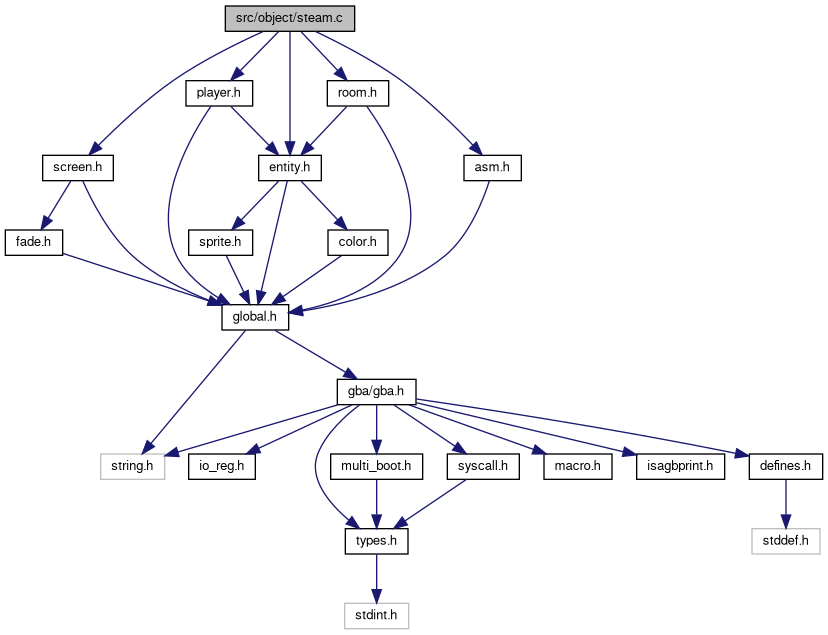 src/object/steam.c
player.h
room.h
screen.h
entity.h
asm.h
fade.h
sprite.h
color.h
global.h
gba/gba.h
string.h
io_reg.h
multi_boot.h
syscall.h
macro.h
isagbprint.h
defines.h
types.h
stddef.h
stdint.h